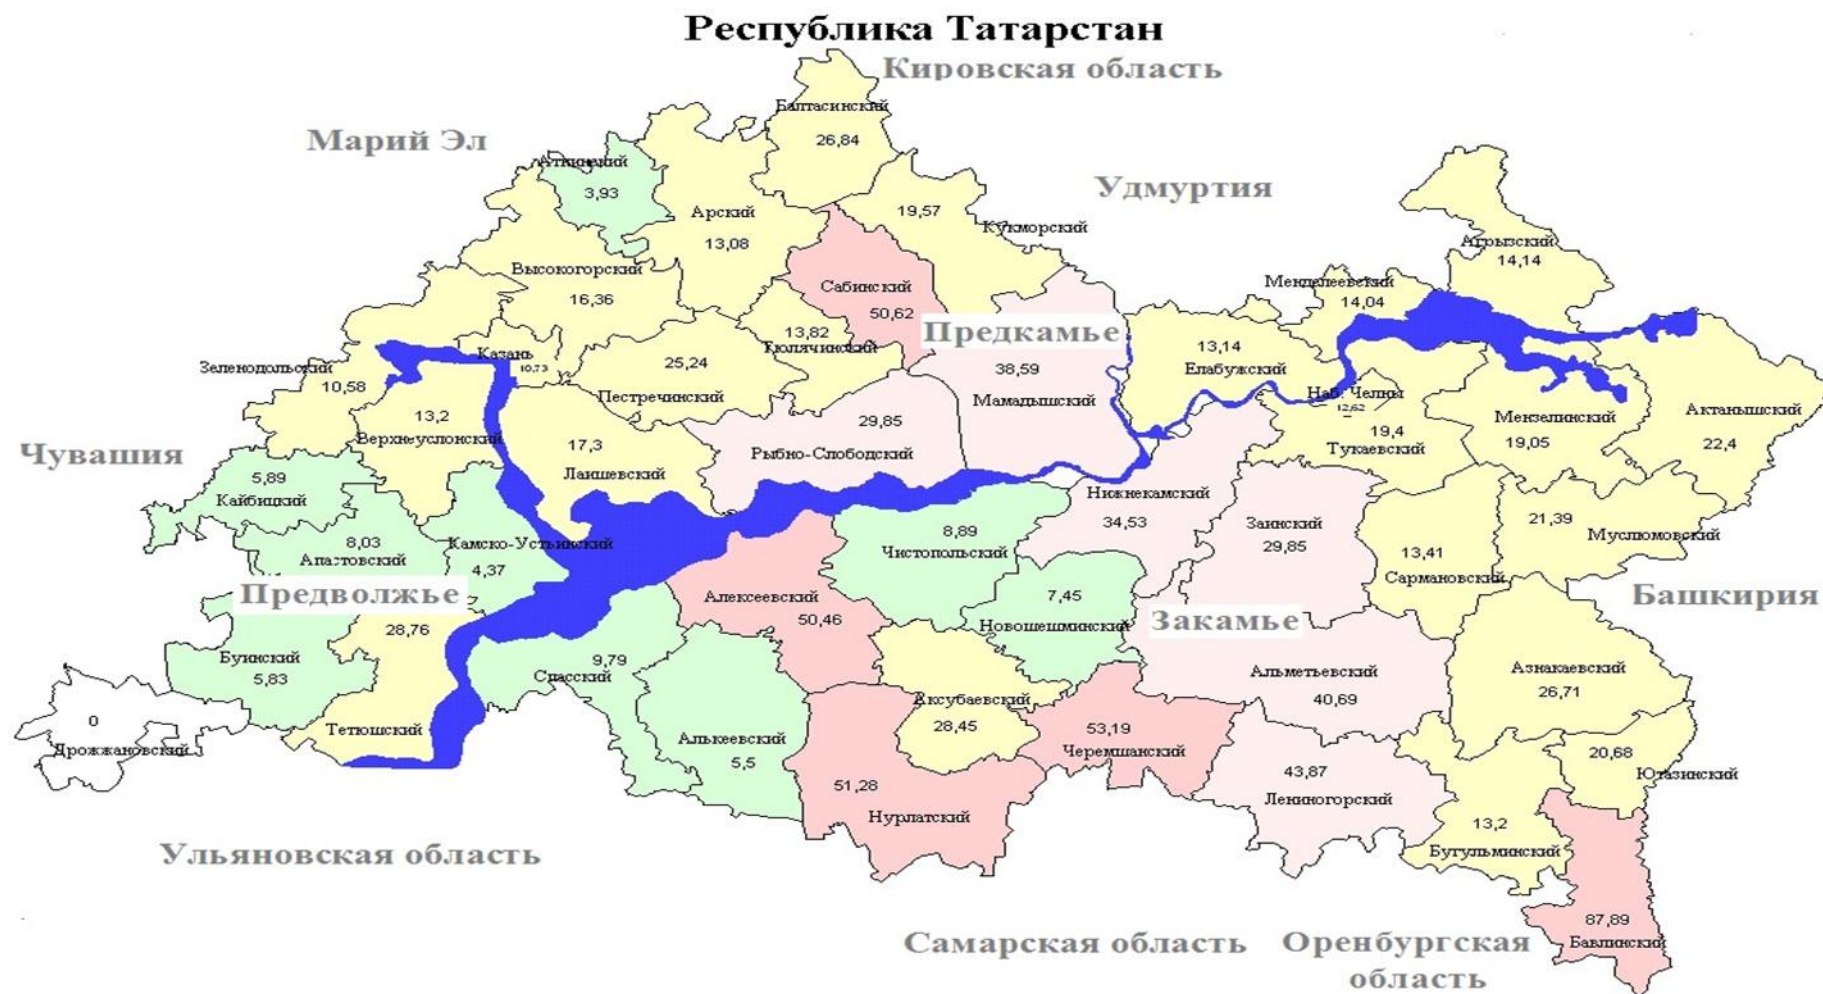 Республика Татарстан
Кировская область
Балтасинский
26,84
Марий Эл
Аткинский
3,93
Удмуртия
Арский
13,08
19,57
Кукморский
Агрызский
14,14
Высокогорский
16,36
Сабинский
50,62
Менделеевский
14,04
Предкамье
13,82
Тюлячинский
Казань
10,73
25,24
Пестречинский
38,59
Мамадышский
13,14
Елабужский
Зеленодольский
10,58
Наб. Челны
12,62
13,2
Верхнеуслонский
29,85
Рыбно-Слободский
19,4
Тукаевский
Мензелинский
19,05
Актанышский
22,4
Чувашия
17,3
Лаишевский
5,89
Кайбицкий
Нижнекамский
34,53
Заинский
29,85
21,39
Муслюмовский
8,03
Апастовский
Камско-Устьинский
4,37
8,89
Чистопольский
13,41
Сармановский
Предволжье
Алексеевский
50,46
7,45
Новошешминский
Закамье
Башкирия
28,76
Тетюшский
Буинский
5,83
9,79
Спасский
Альметьевский
40,69
Азнакаевский
26,71
0
Дрожжановский
Алькеевский
5,5
Аксубаевский
28,45
53,19
Черемшанский
20,68
Ютазинский
51,28
Нурлатский
43,87
Лениногорский
13,2
Бугульминский
Ульяновская область
87,89
Бавлинский
Самарская область
Оренбургская
область